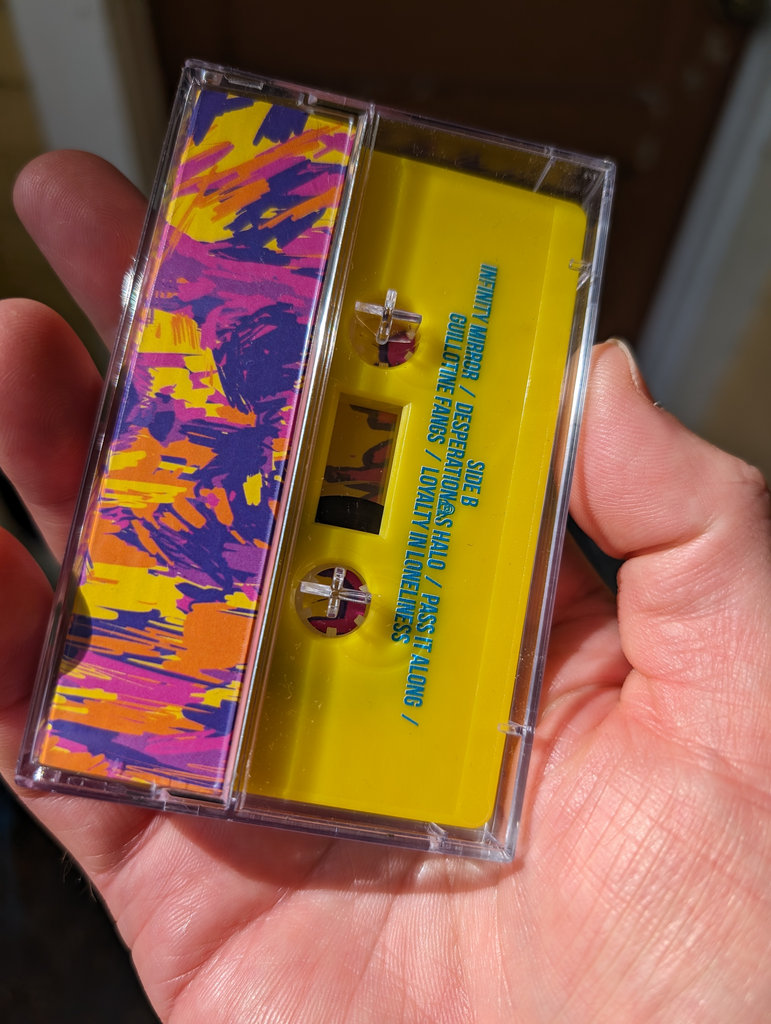 SIDE B
INFINITY MIRROR / DESPERATION'S HALO / PASS IT ALONG /
GUILLOTINE FANGS / LOYALTY IN LONELINESS